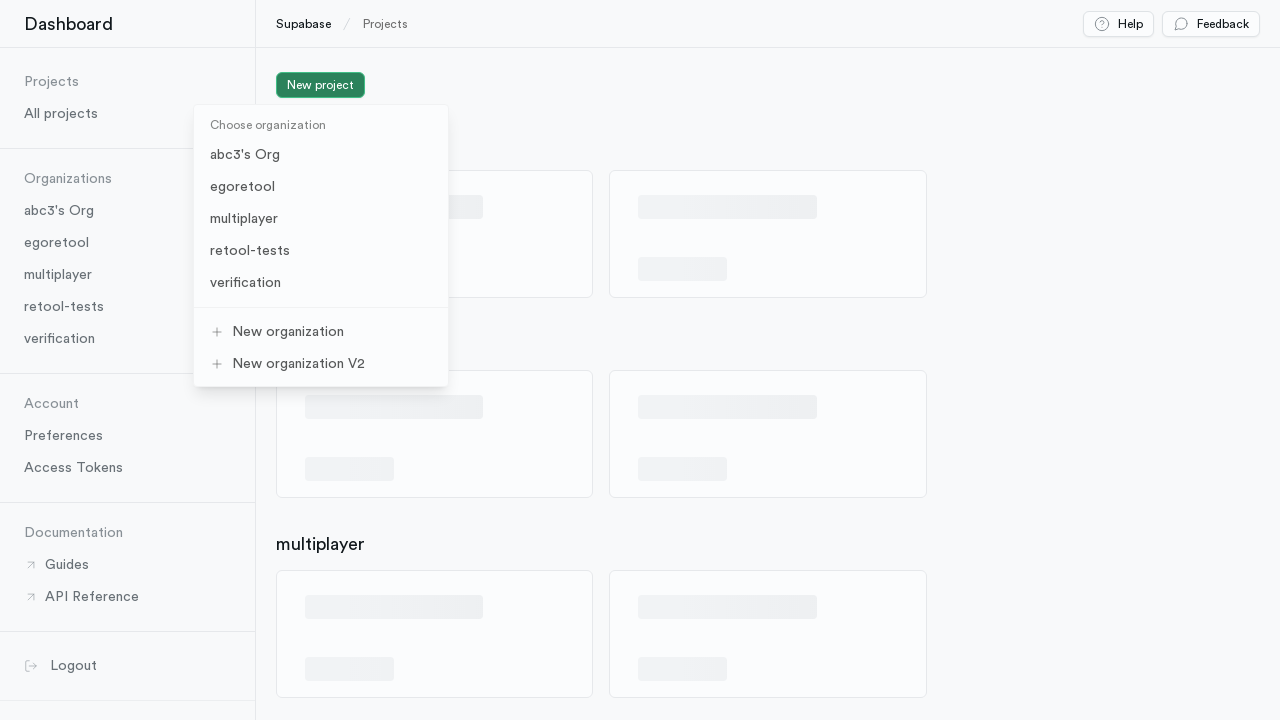 Dashboard
Supabase / Projects
Help
Feedback
Projects
All projects
Organizations
abc3's Org
egoretool
multiplayer
retool-tests
verification
Account
Preferences
Access Tokens
Documentation
Guides
API Reference
Logout
New project
Choose organization
abc3's Org
egoretool
multiplayer
retool-tests
verification
New organization
New organization V2
multiplayer